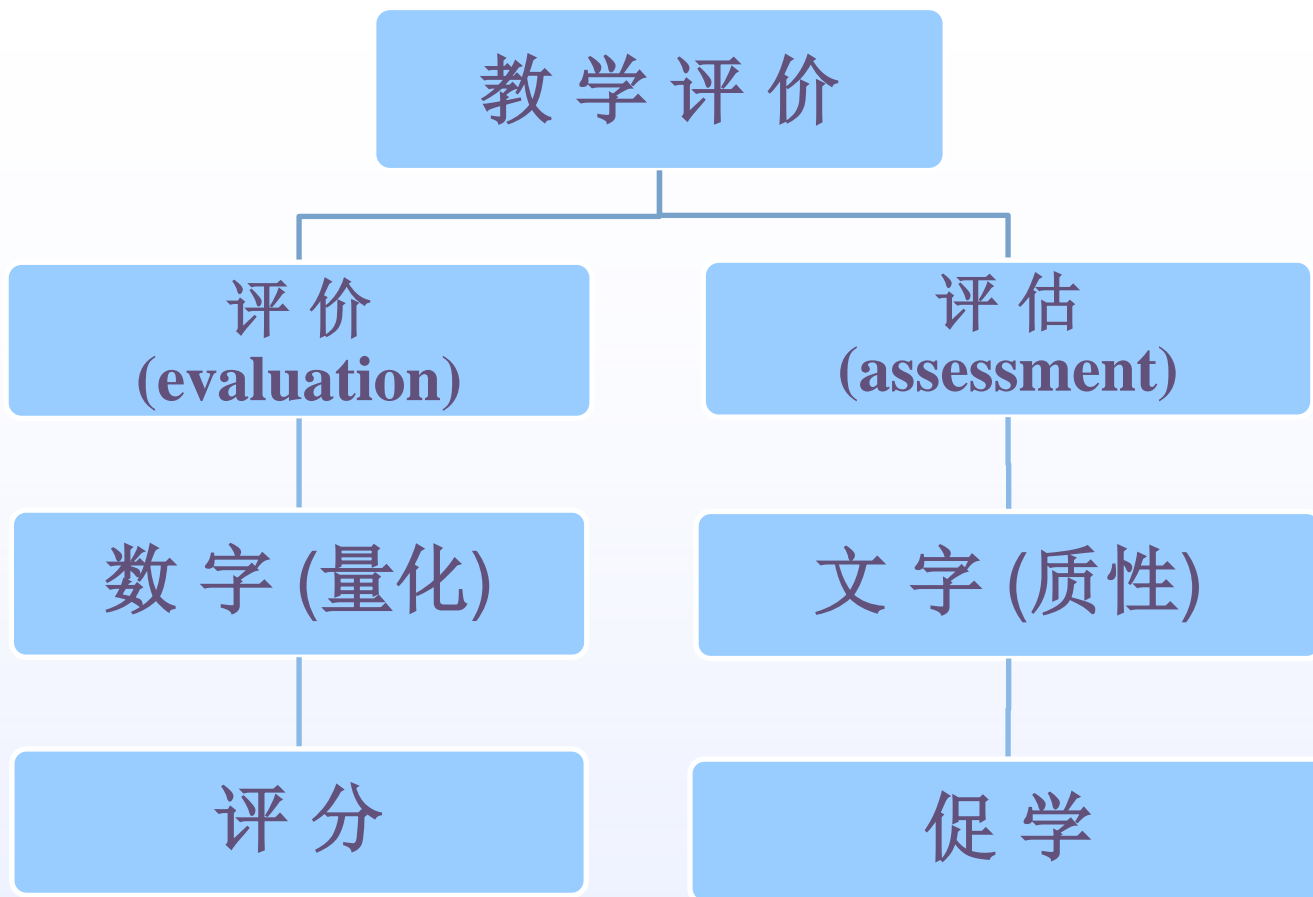 教 学 评 价
评 价
(evaluation)
评 估
(assessment)
数 字 (量化)
文 字 (质性)
评 分
促 学